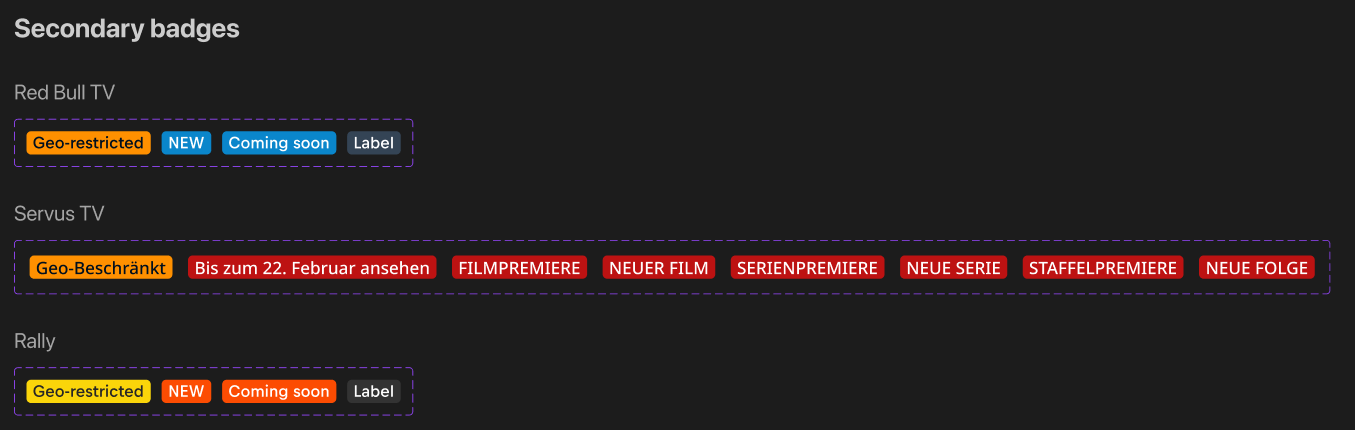 Secondary badges
Red Bull TV
Geo-restricted NEW Coming soon Label
Servus TV
Geo-Beschränkt Bis zum 22. Februar ansehen FILMPREMIERE NEUER FILM SERIENPREMIERE NEUE SERIE STAFFELPREMIERE NEUE FOLGE
Rally
Geo-restricted NEW Coming soon Label